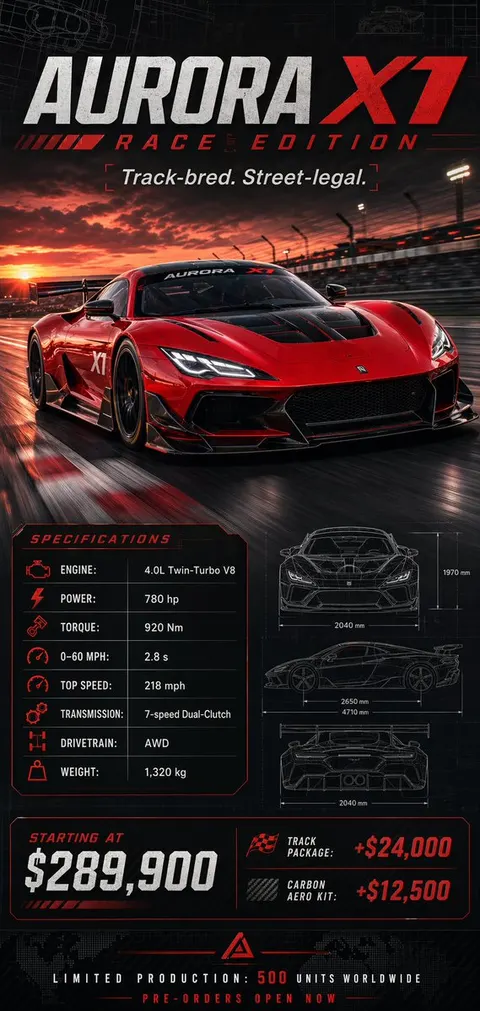 AURORA X1
RACE EDITION
Track-bred. Street-legal.
AURORA X1
X1
SPECIFICATIONS
ENGINE: 4.0L Twin-Turbo V8
POWER: 780 hp
TORQUE: 920 Nm
0–60 MPH: 2.8 s
TOP SPEED: 218 mph
TRANSMISSION: 7-speed Dual-Clutch
DRIVETRAIN: AWD
WEIGHT: 1,320 kg
1970 mm
2040 mm
2650 mm
4710 mm
2040 mm
STARTING AT
$289,900
TRACK
PACKAGE: +$24,000
CARBON
AERO KIT: +$12,500
LIMITED PRODUCTION: 500 UNITS WORLDWIDE
PRE-ORDERS OPEN NOW